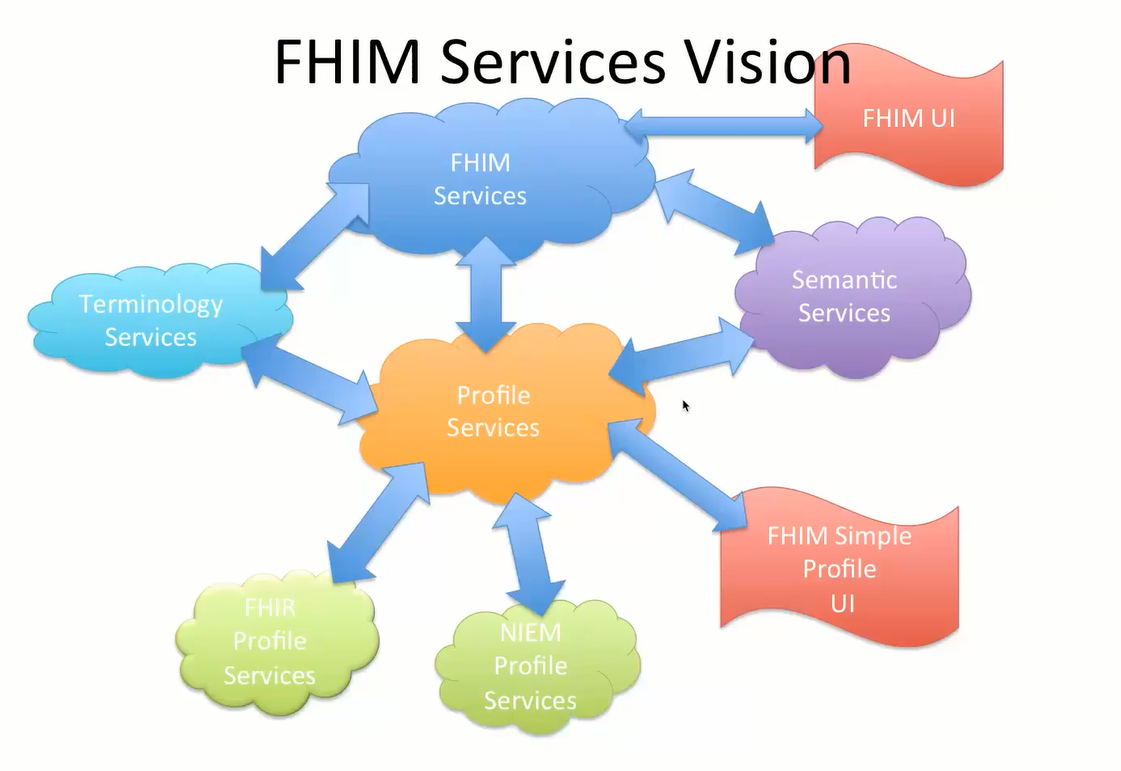 FHIM Services Vision
FHIM UI
FHIM
Services
Semantic
Services
Terminology
Services
Profile
Services
FHIM Simple
Profile
UI
FHIR
Profile
Services
NIEM
Profile
Services